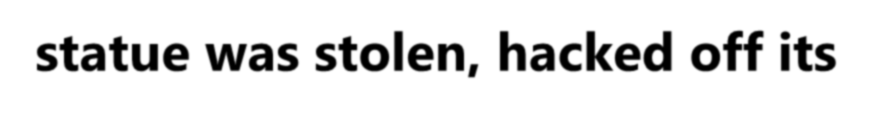 statue was stolen, hacked off its